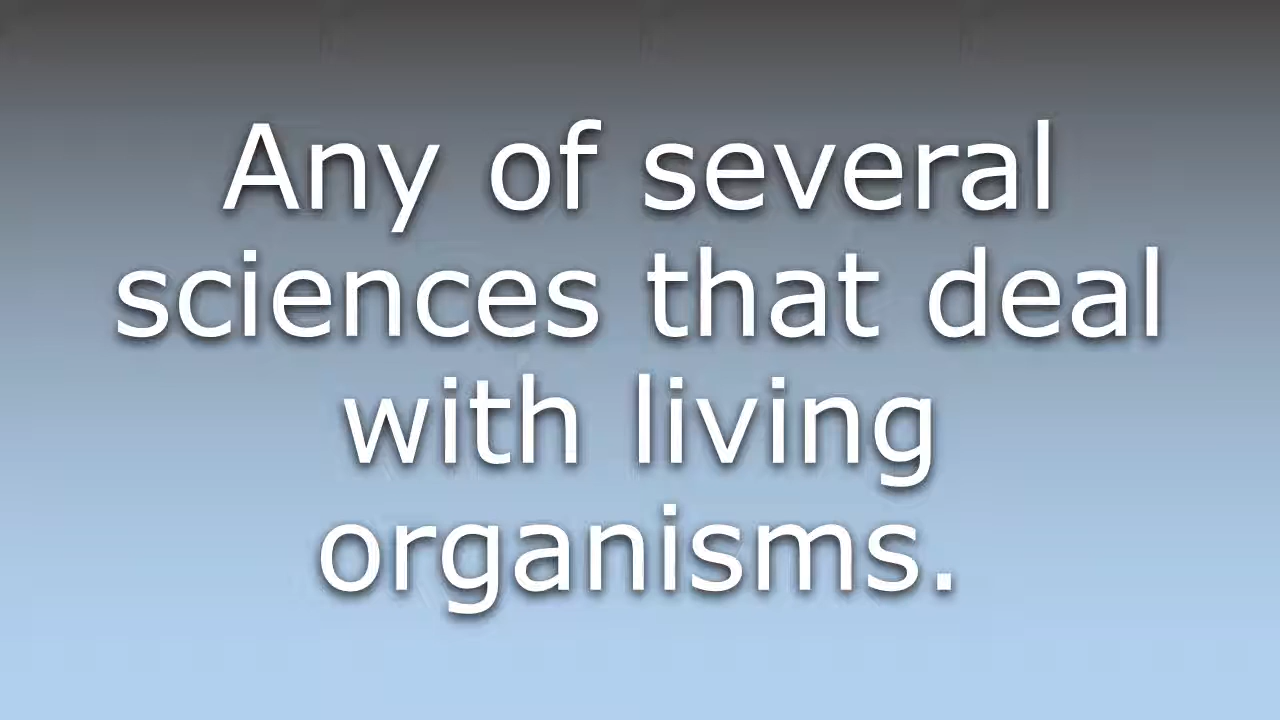 Any of several
sciences that deal
with living
organisms.